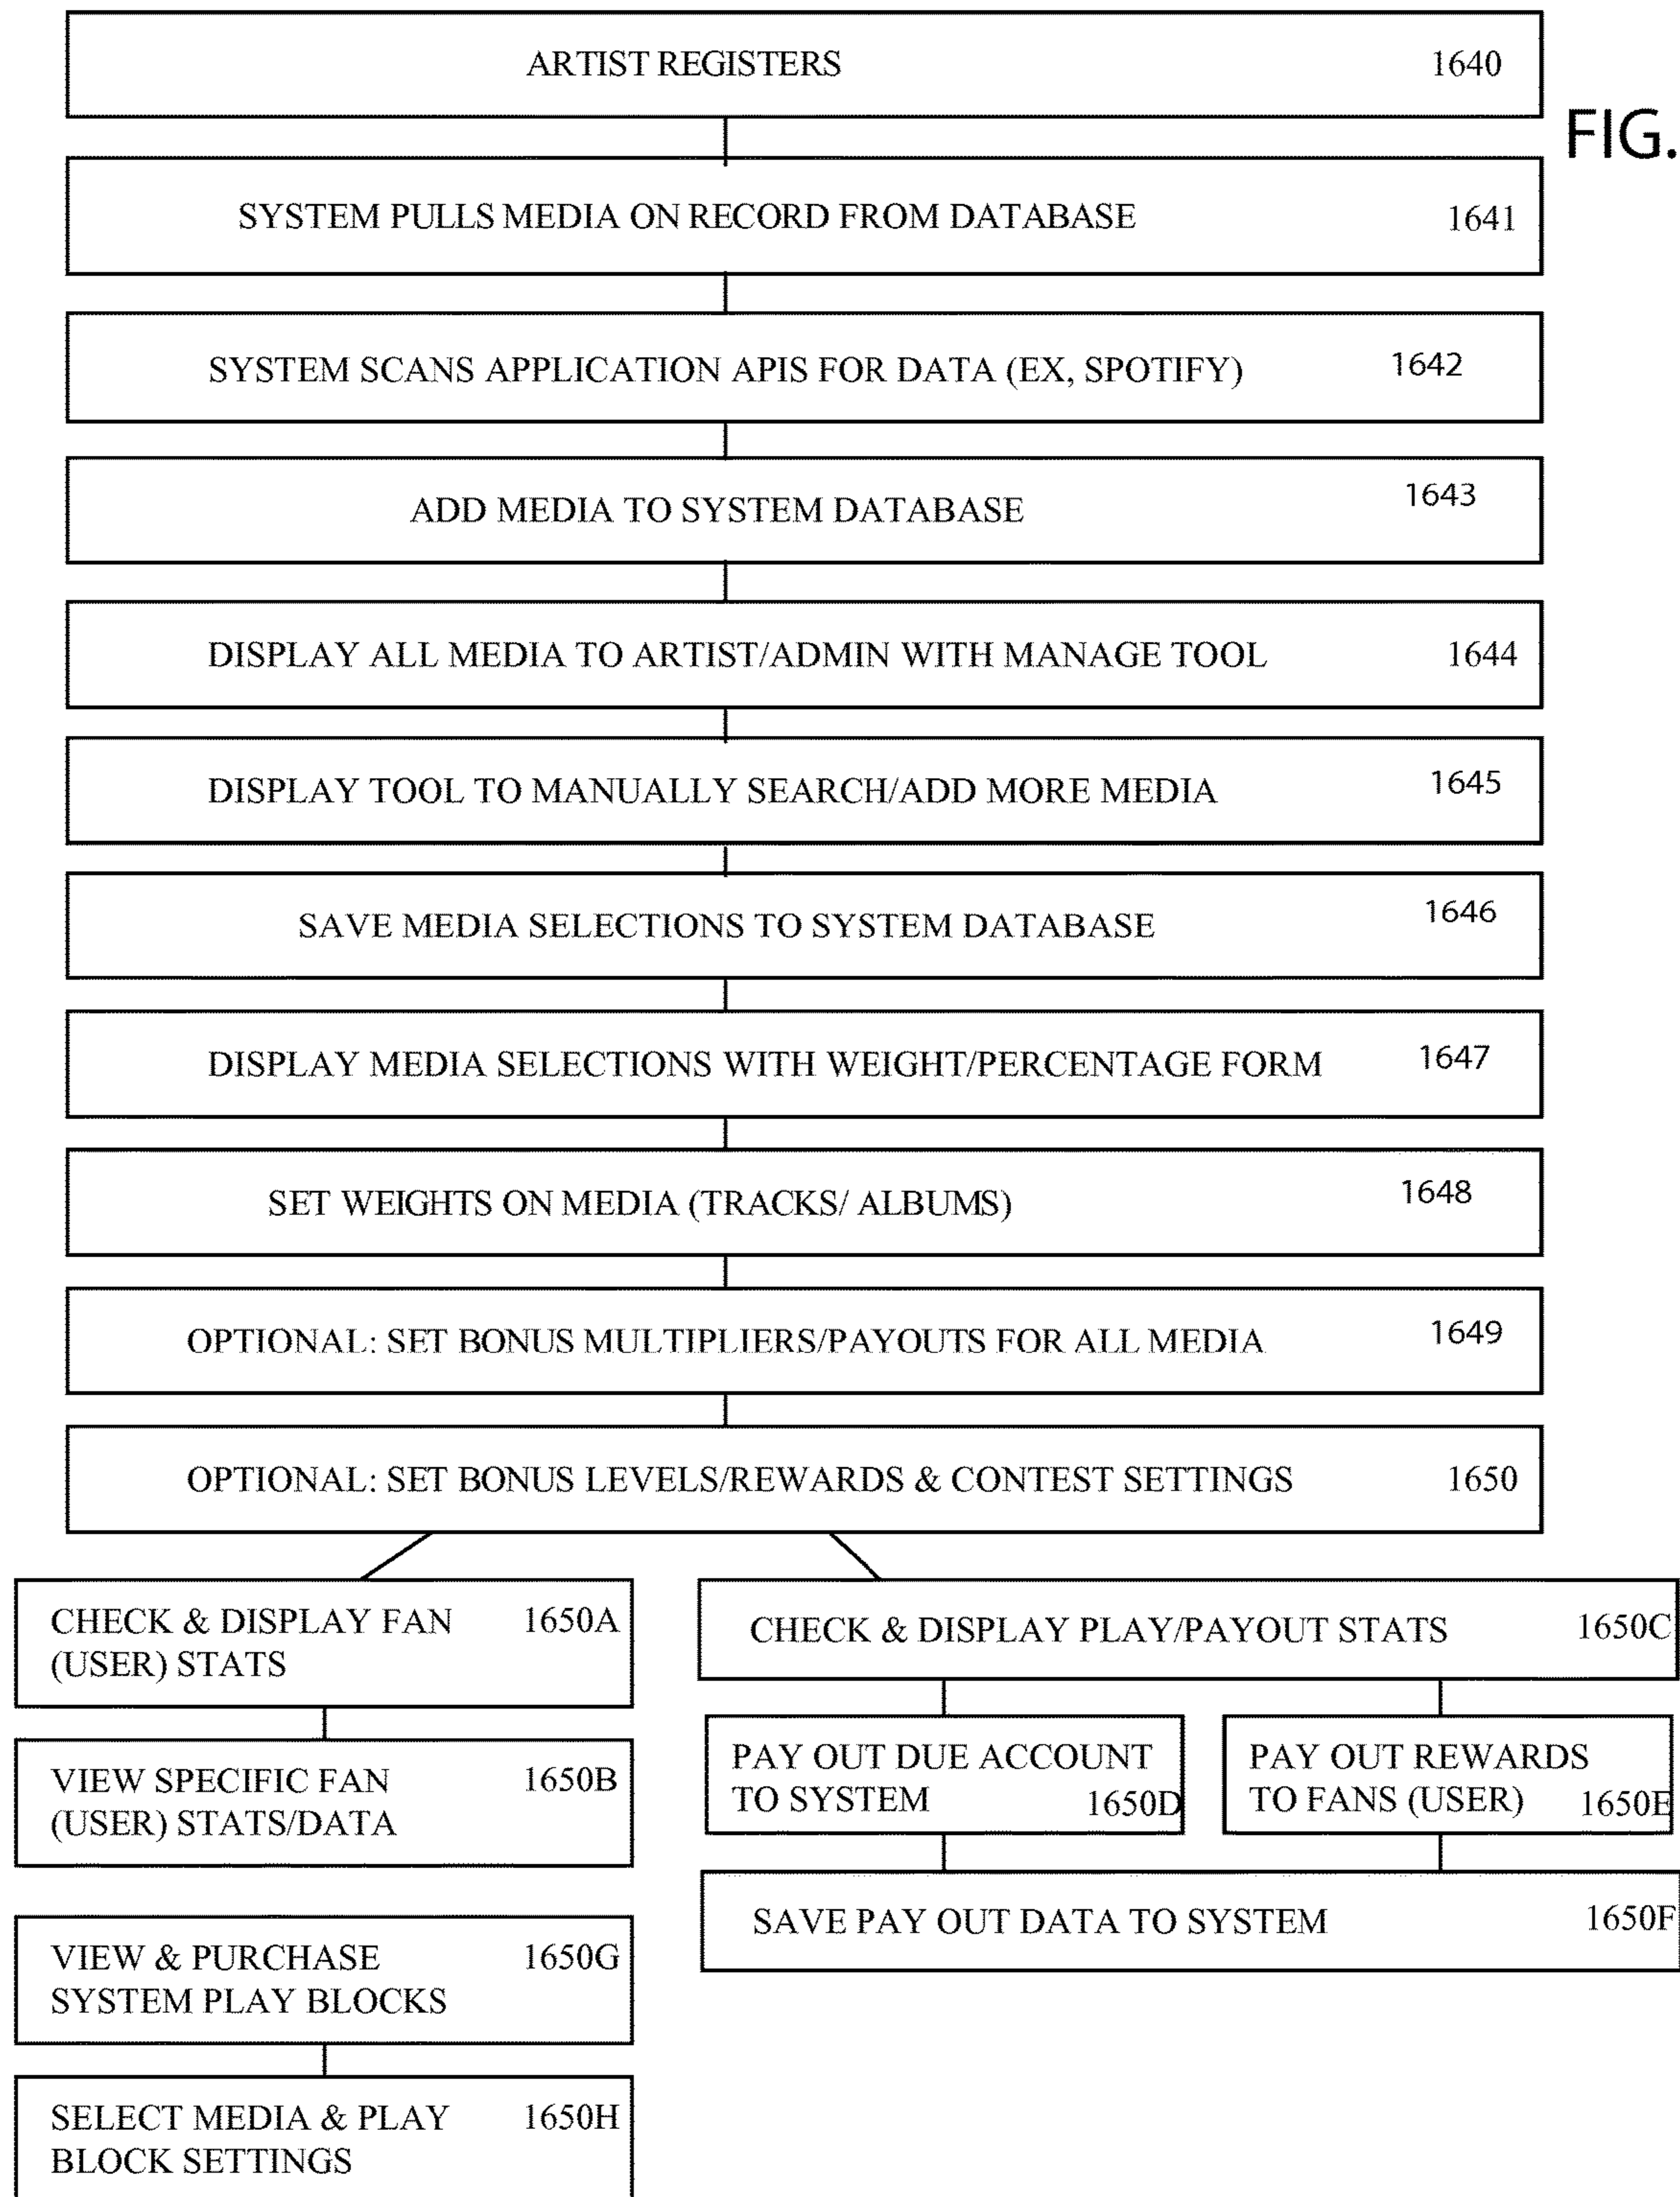 ARTIST REGISTERS 1640
FIG.
SYSTEM PULLS MEDIA ON RECORD FROM DATABASE 1641
SYSTEM SCANS APPLICATION APIS FOR DATA (EX, SPOTIFY) 1642
ADD MEDIA TO SYSTEM DATABASE 1643
DISPLAY ALL MEDIA TO ARTIST/ADMIN WITH MANAGE TOOL 1644
DISPLAY TOOL TO MANUALLY SEARCH/ADD MORE MEDIA 1645
SAVE MEDIA SELECTIONS TO SYSTEM DATABASE 1646
DISPLAY MEDIA SELECTIONS WITH WEIGHT/PERCENTAGE FORM 1647
SET WEIGHTS ON MEDIA (TRACKS/ ALBUMS) 1648
OPTIONAL: SET BONUS MULTIPLIERS/PAYOUTS FOR ALL MEDIA 1649
OPTIONAL: SET BONUS LEVELS/REWARDS & CONTEST SETTINGS 1650
CHECK & DISPLAY FAN 1650A
(USER) STATS
VIEW SPECIFIC FAN 1650B
(USER) STATS/DATA
CHECK & DISPLAY PLAY/PAYOUT STATS 1650C
PAY OUT DUE ACCOUNT
TO SYSTEM 1650D
PAY OUT REWARDS
TO FANS (USER) 1650E
SAVE PAY OUT DATA TO SYSTEM 1650F
VIEW & PURCHASE 1650G
SYSTEM PLAY BLOCKS
SELECT MEDIA & PLAY 1650H
BLOCK SETTINGS